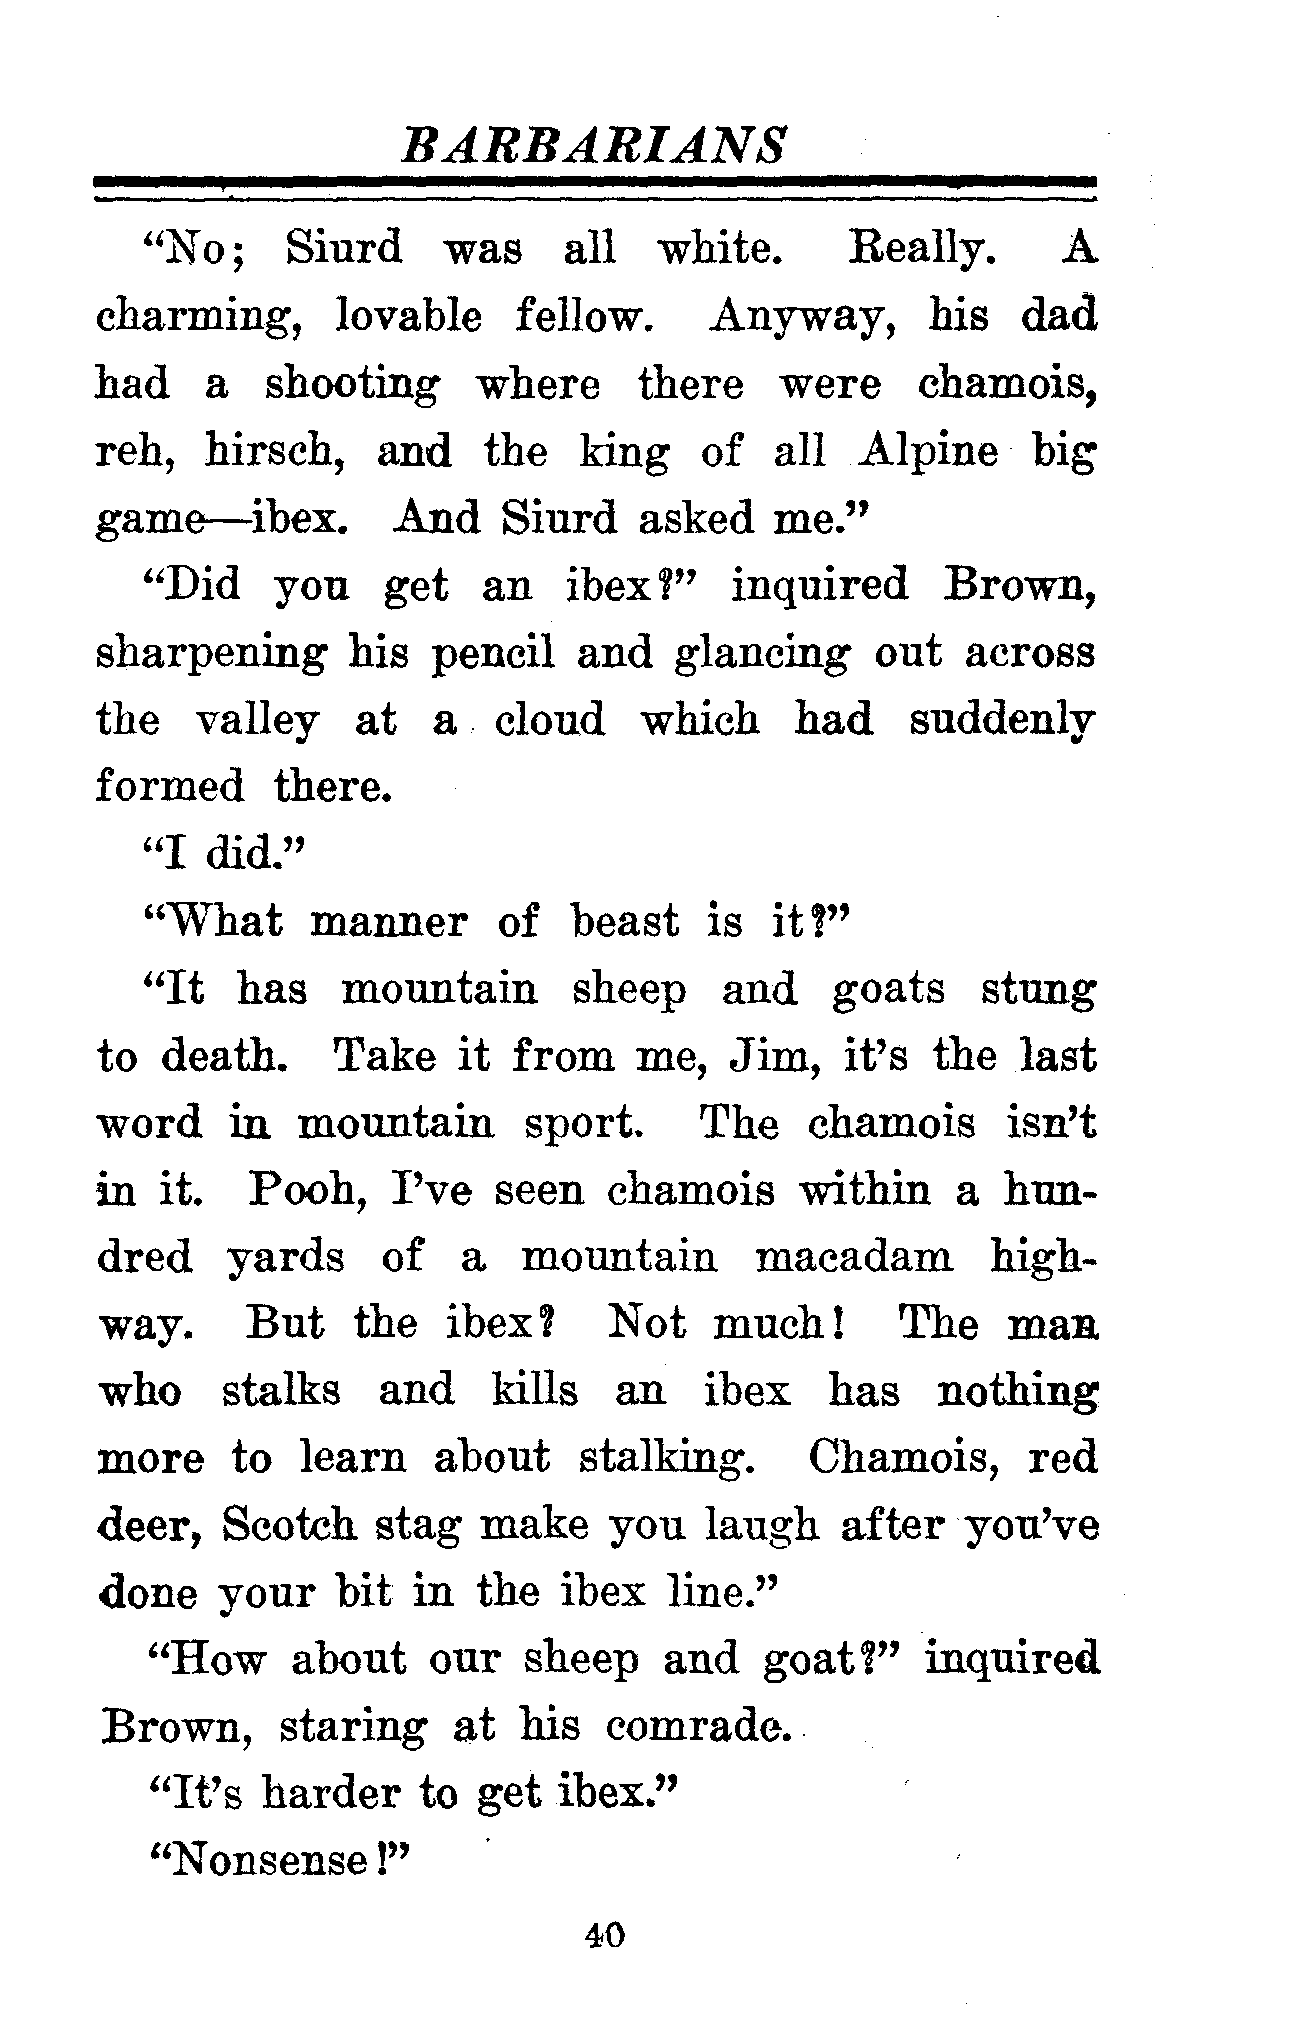 BARBARIANS
“No; Siurd was all white. Really. A
charming, lovable fellow. Anyway, his dad
had a shooting where there were chamois,
reh, hirsch, and the king of all Alpine big
game—ibex. And Siurd asked me.”
“Did you get an ibex?” inquired Brown,
sharpening his pencil and glancing out across
the valley at a cloud which had suddenly
formed there.
“I did.”
“What manner of beast is it?”
“It has mountain sheep and goats stung
to death. Take it from me, Jim, it’s the last
word in mountain sport. The chamois isn’t
in it. Pooh, I’ve seen chamois within a hun-
dred yards of a mountain macadam high-
way. But the ibex? Not much! The man
who stalks and kills an ibex has nothing
more to learn about stalking. Chamois, red
deer, Scotch stag make you laugh after you’ve
done your bit in the ibex line.”
“How about our sheep and goat?” inquired
Brown, staring at his comrade.
“It’s harder to get ibex.”
“Nonsense!”
40